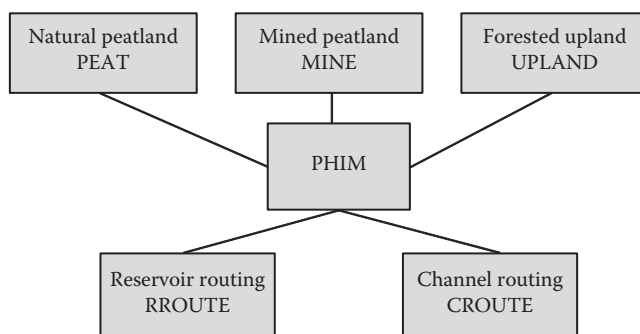 Natural peatland
PEAT
Mined peatland
MINE
Forested upland
UPLAND
PHIM
Reservoir routing
RROUTE
Channel routing
CROUTE